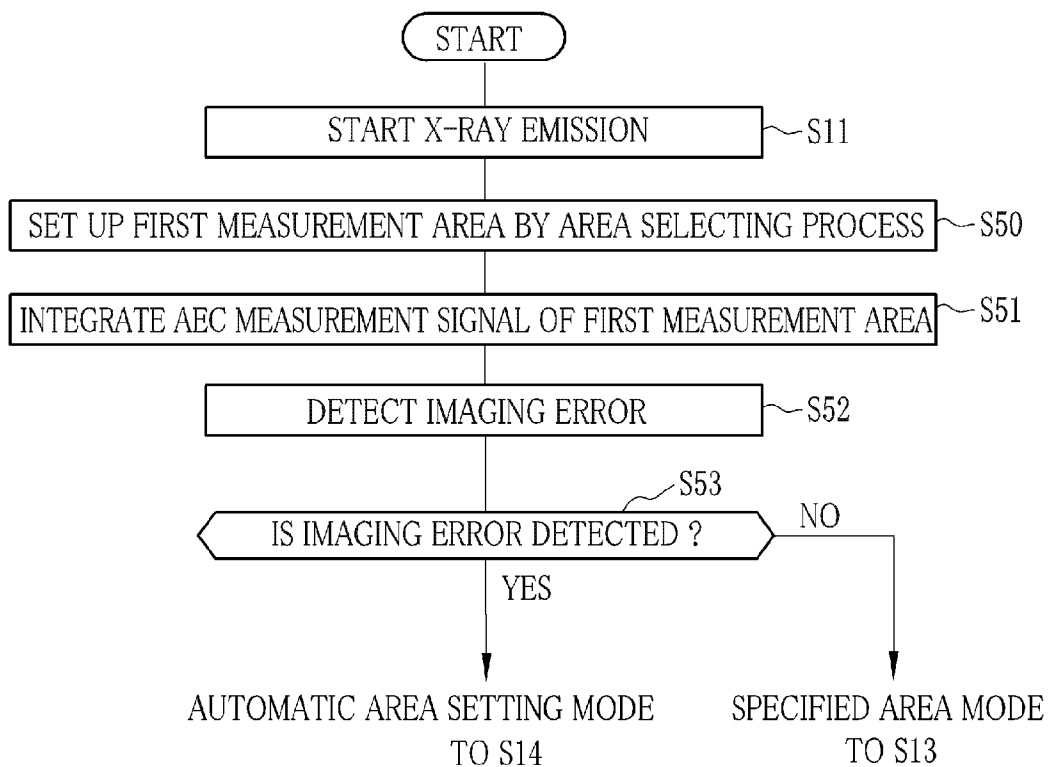 START
START X-RAY EMISSION
S11
SET UP FIRST MEASUREMENT AREA BY AREA SELECTING PROCESS
S50
INTEGRATE AEC MEASUREMENT SIGNAL OF FIRST MEASUREMENT AREA
S51
DETECT IMAGING ERROR
S52
S53
IS IMAGING ERROR DETECTED ?
NO
YES
AUTOMATIC AREA SETTING MODE
TO S14
SPECIFIED AREA MODE
TO S13